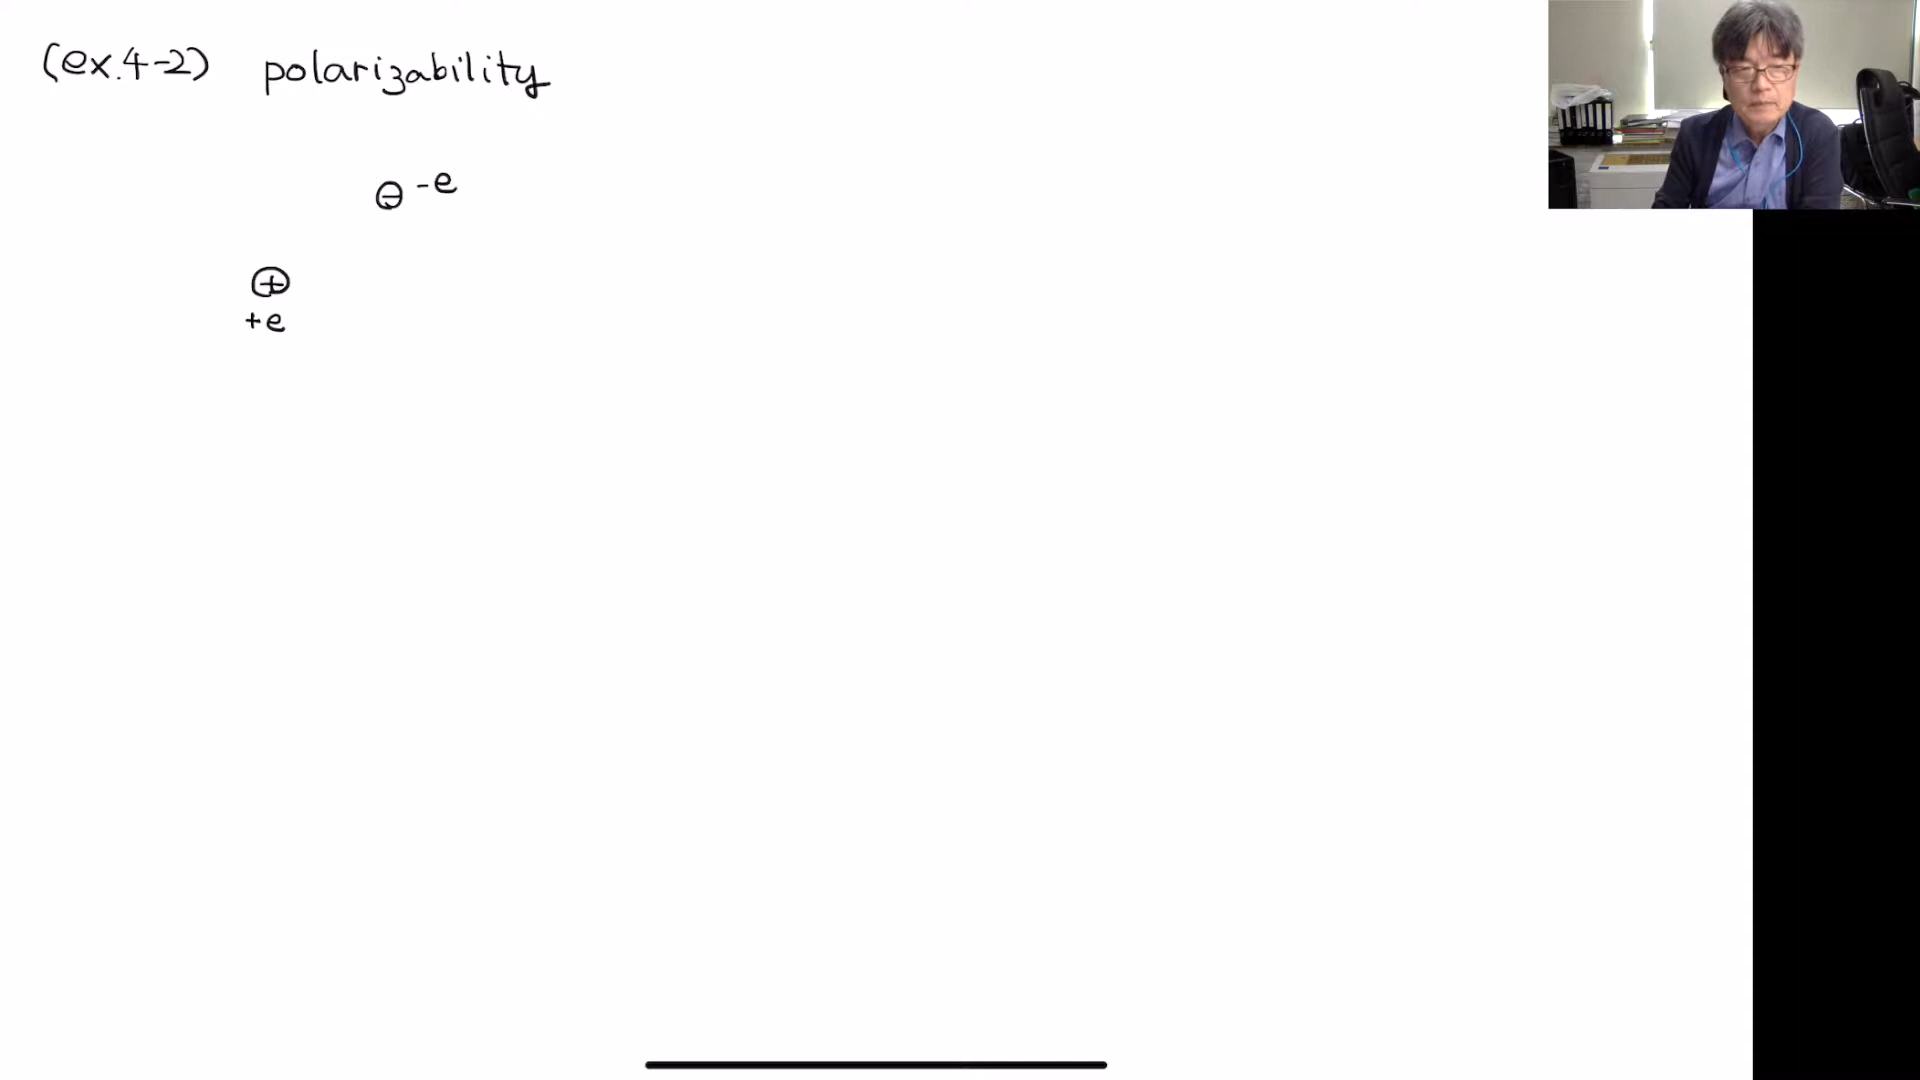 (ex.4-2) polarizability
⊖ -e
⊕
+e